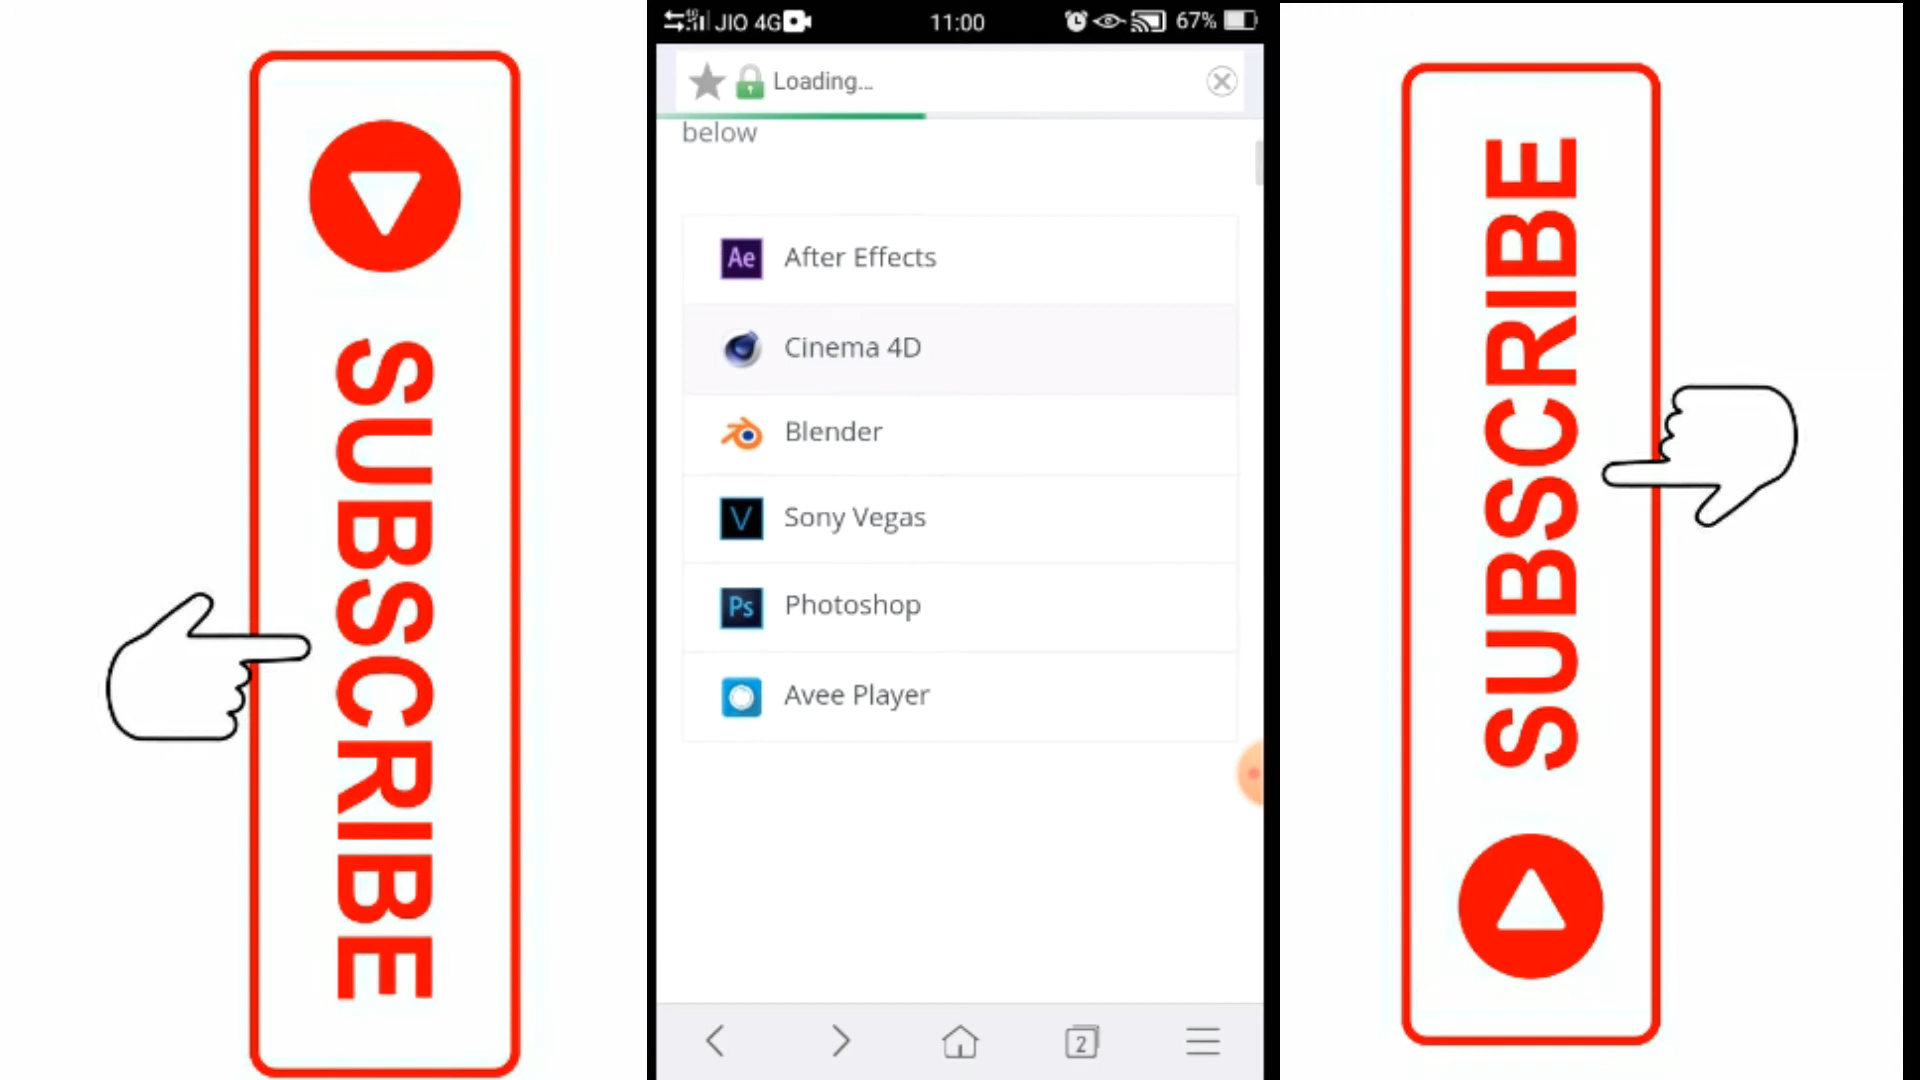 SUBSCRIBE
JIO 4G 11:00 67%
Loading...
below
Ae After Effects
Cinema 4D
Blender
V Sony Vegas
Ps Photoshop
Avee Player
2
SUBSCRIBE